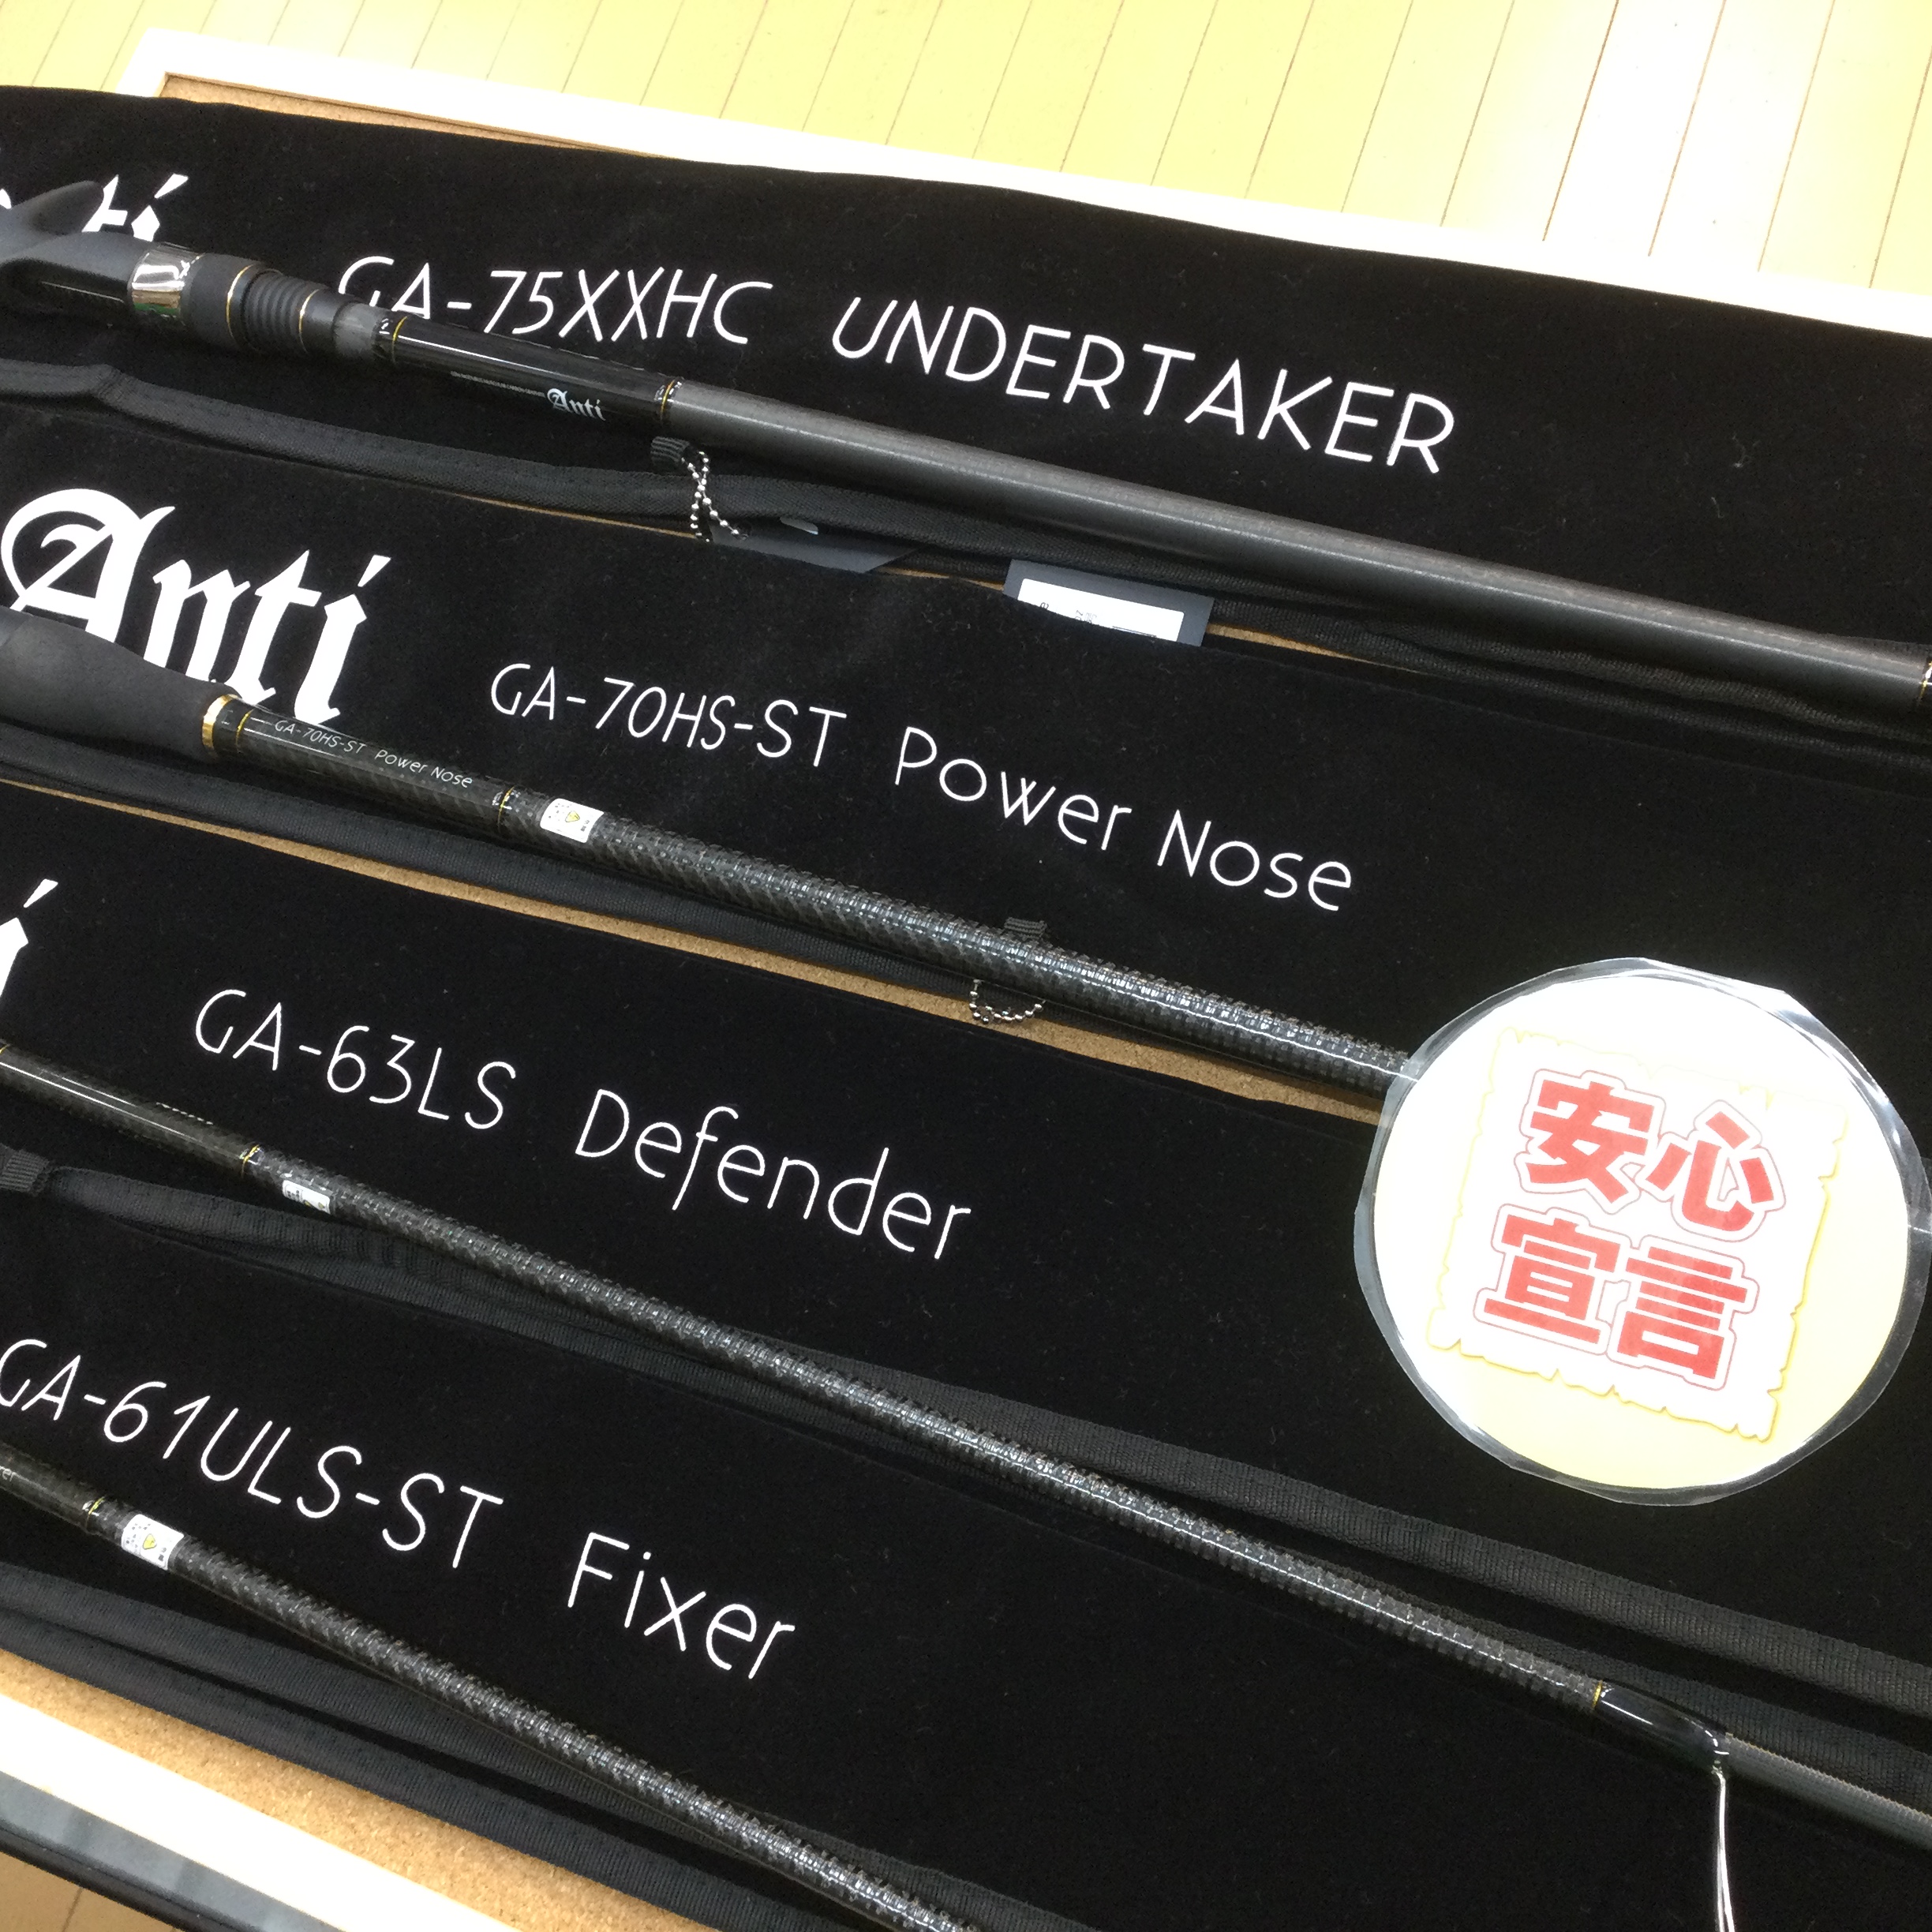 Anti
GA-75XXHC UNDERTAKER
Anti
Anti
GA-70HS-ST Power Nose
GA-70HS-ST Power Nose
GA-63LS Defender
安心
宣言
GA-61ULS-ST Fixer